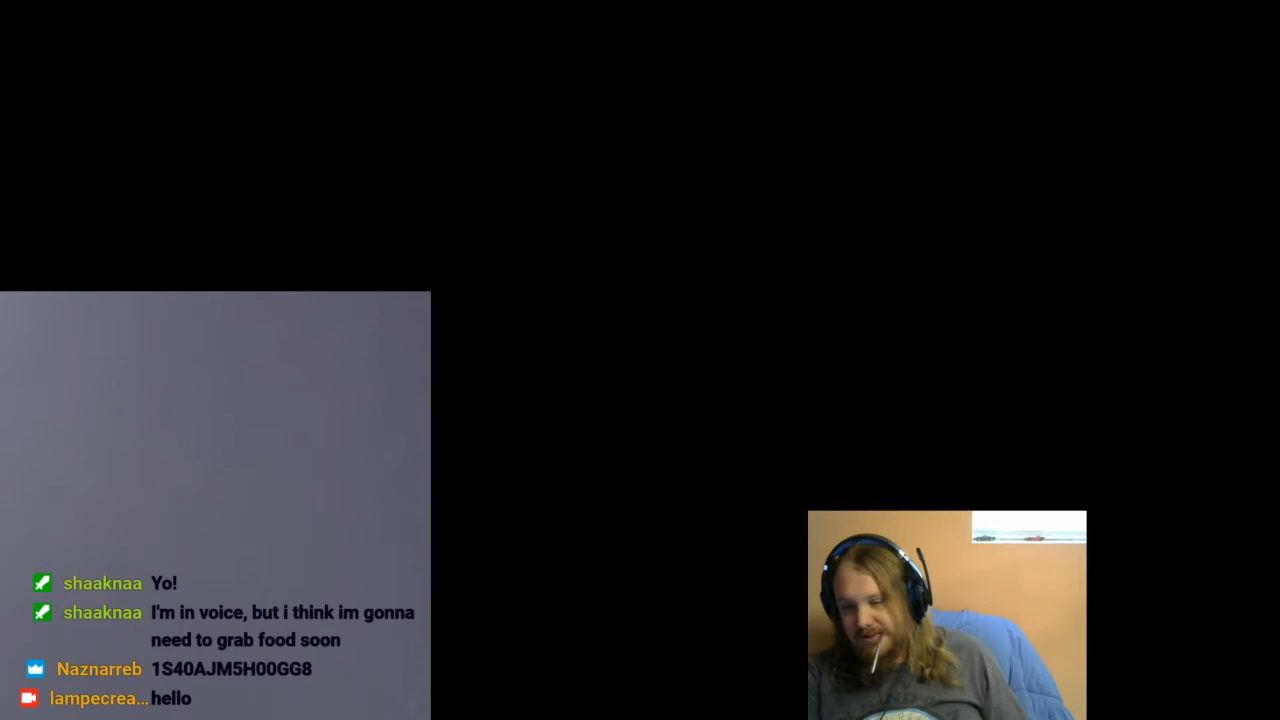 shaaknaa Yo!
shaaknaa I'm in voice, but i think im gonna
need to grab food soon
Naznarreb 1S40AJM5H00GG8
lampecrea... hello